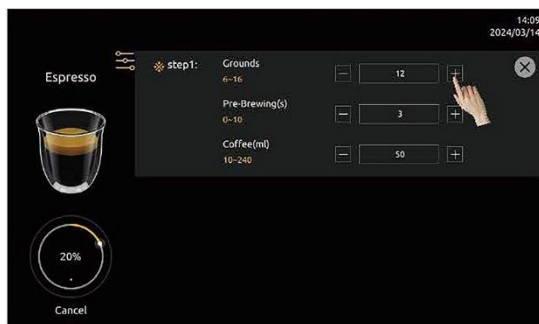 14:09
2024/03/14
Espresso
step1:
Grounds
6~16
12
Pre-Brewing(s)
0~10
3
Coffee(ml)
10~240
50
20%
Cancel